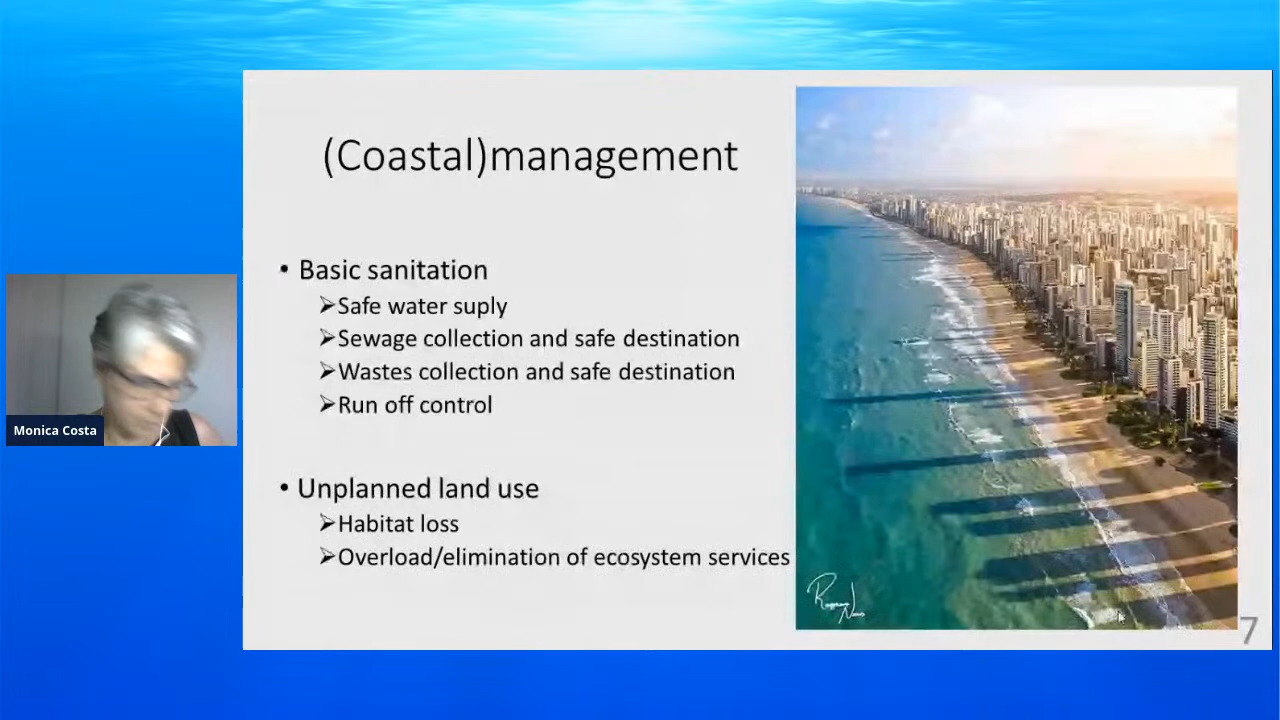 (Coastal)management
• Basic sanitation
➢Safe water suply
➢Sewage collection and safe destination
➢Wastes collection and safe destination
➢Run off control
• Unplanned land use
➢Habitat loss
➢Overload/elimination of ecosystem services
Monica Costa
7